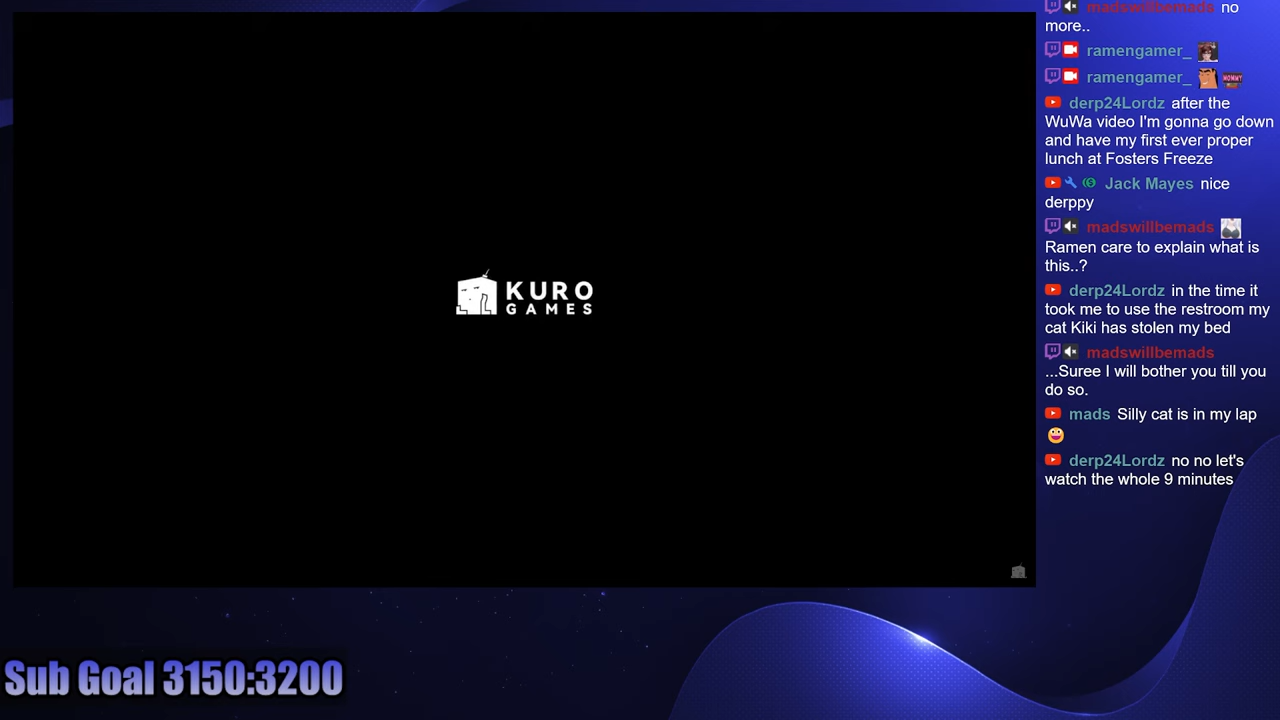 madswillbemads no
more..
ramengamer_
ramengamer_ MOMMY
derp24Lordz after the
WuWa video I'm gonna go down
and have my first ever proper
lunch at Fosters Freeze
Jack Mayes nice
derppy
madswillbemads
Ramen care to explain what is
this..?
derp24Lordz in the time it
took me to use the restroom my
cat Kiki has stolen my bed
madswillbemads
...Suree I will bother you till you
do so.
mads Silly cat is in my lap
derp24Lordz no no let's
watch the whole 9 minutes
KURO
GAMES
Sub Goal 3150:3200